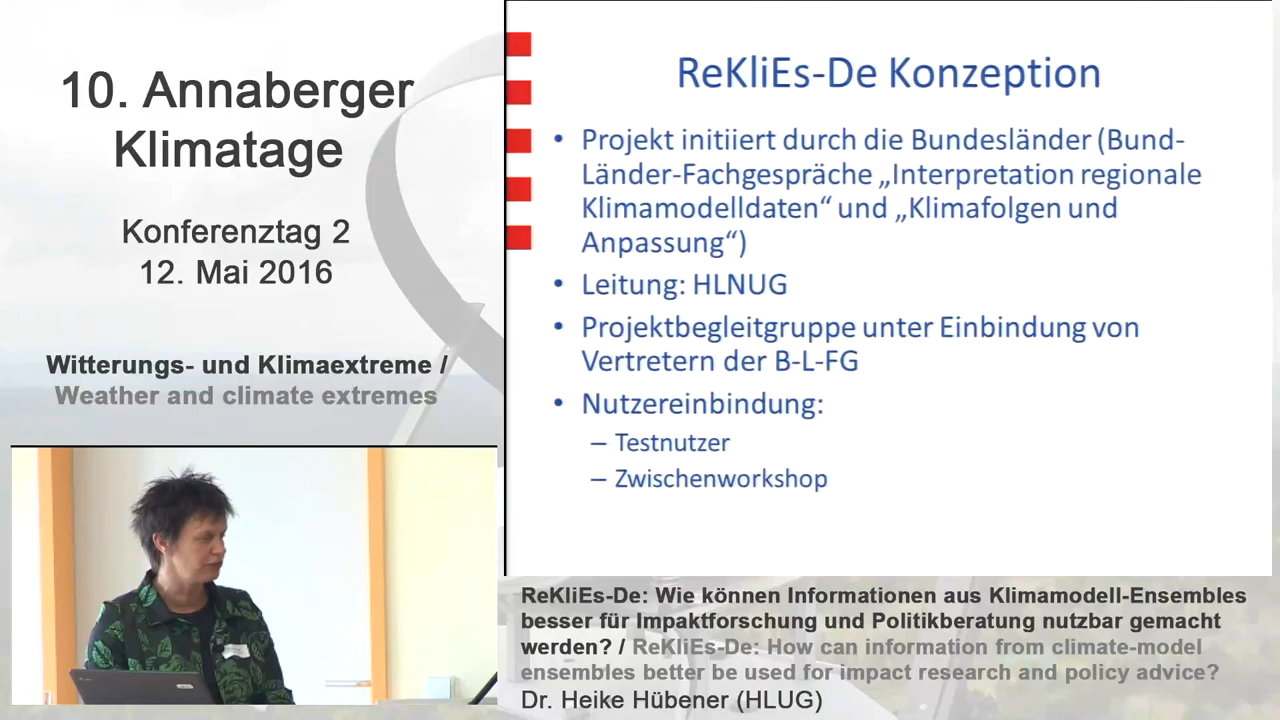 10. Annaberger
Klimatage
Konferenztag 2
12. Mai 2016
Witterungs- und Klimaextreme /
Weather and climate extremes
ReKliEs-De Konzeption
• Projekt initiiert durch die Bundesländer (Bund-
Länder-Fachgespräche „Interpretation regionale
Klimamodelldaten“ und „Klimafolgen und
Anpassung“)
• Leitung: HLNUG
• Projektbegleitgruppe unter Einbindung von
Vertretern der B-L-FG
• Nutzereinbindung:
– Testnutzer
– Zwischenworkshop
ReKliEs-De: Wie können Informationen aus Klimamodell-Ensembles
besser für Impaktforschung und Politikberatung nutzbar gemacht
werden? / ReKliEs-De: How can information from climate-model
ensembles better be used for impact research and policy advice?
Dr. Heike Hübener (HLUG)